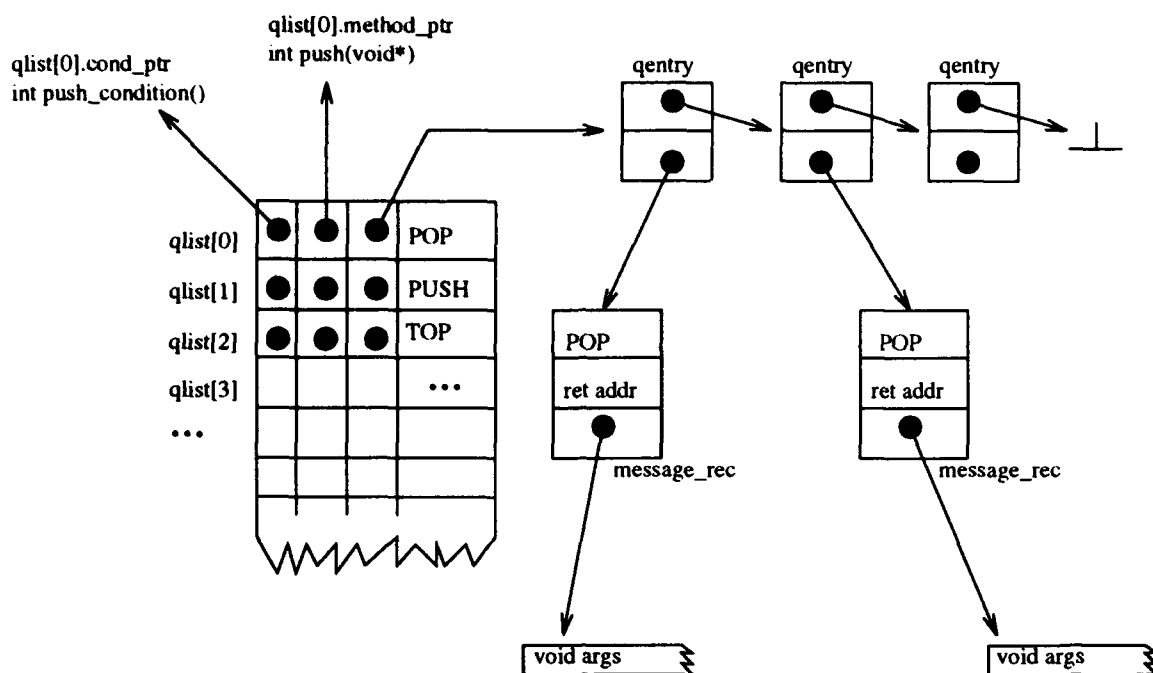 qlist[0].method_ptr
int push(void*)
qlist[0].cond_ptr
int push_condition()
qentry
qentry
qentry
qlist[0]
POP
qlist[1]
PUSH
qlist[2]
TOP
qlist[3]
•••
•••
POP
ret addr
message_rec
POP
ret addr
message_rec
void args
void args